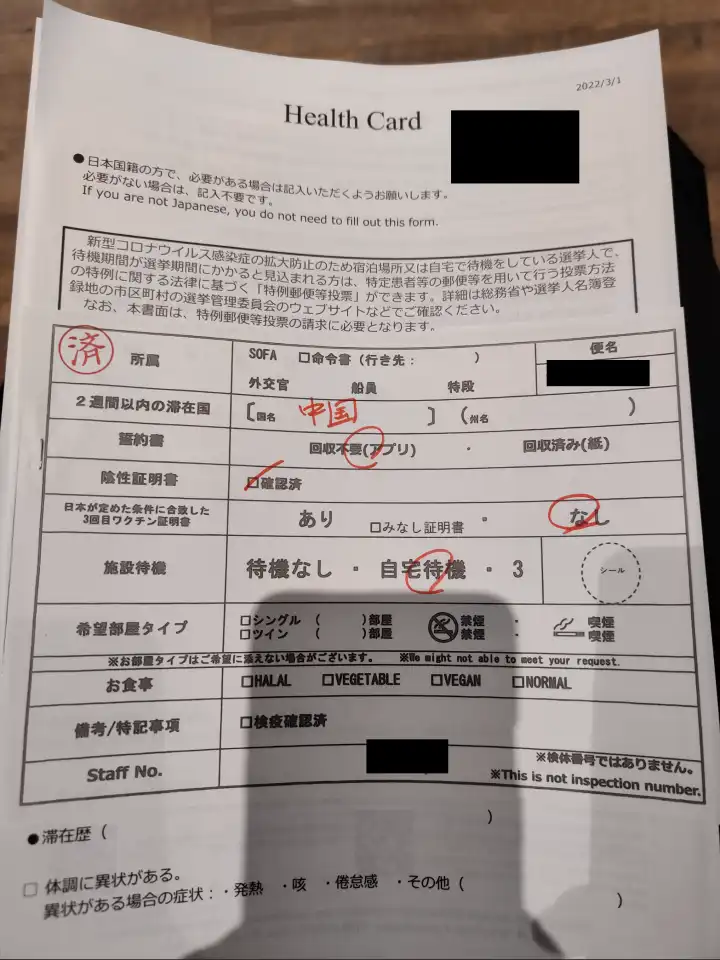 2022/3/1
Health Card
●日本国籍の方で、必要がある場合は記入いただくようお願いします。
必要がない場合は、記入不要です。
If you are not Japanese, you do not need to fill out this form.
新型コロナウイルス感染症の拡大防止のため宿泊場所又は自宅で待機をしている選挙人で、
待機期間が選挙期間にかかると見込まれる方は、特定患者等の郵便等を用いて行う投票方法
の特例に関する法律に基づく「特例郵便等投票」ができます。詳細は総務省や選挙人名簿登
録地の市区町村の選挙管理委員会のウェブサイトなどでご確認ください。
なお、本書面は、特例郵便等投票の請求に必要となります。
済
所属
SOFA □命令書（行き先： ）
外交官 船員 特段
便名
２週間以内の滞在国
[国名 中国 ] （州名 ）
誓約書
回収不要(アプリ) ・ 回収済み(紙)
陰性証明書
□確認済
日本が定めた条件に合致した
3回目ワクチン証明書
あり □みなし証明書 ・ なし
施設待機
待機なし ・ 自宅待機 ・ 3
シール
希望部屋タイプ
□シングル （ ）部屋 禁煙 ・ 喫煙
□ツイン （ ）部屋 禁煙 ・ 喫煙
※お部屋タイプはご希望に添えない場合がございます。 ※We might not able to meet your request.
お食事
□HALAL □VEGETABLE □VEGAN □NORMAL
備考/特記事項
□検疫確認済
Staff No.
※検体番号ではありません。
※This is not inspection number.
●滞在歴（ ）
□ 体調に異状がある。
異状がある場合の症状：・発熱 ・咳 ・倦怠感 ・その他（ ）